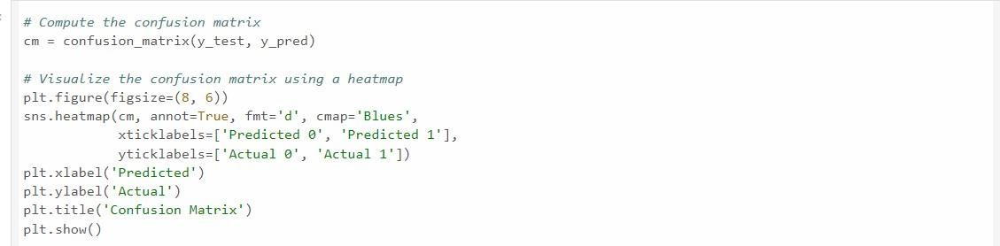 # Compute the confusion matrix
cm = confusion_matrix(y_test, y_pred)

# Visualize the confusion matrix using a heatmap
plt.figure(figsize=(8, 6))
sns.heatmap(cm, annot=True, fmt='d', cmap='Blues',
            xticklabels=['Predicted 0', 'Predicted 1'],
            yticklabels=['Actual 0', 'Actual 1'])
plt.xlabel('Predicted')
plt.ylabel('Actual')
plt.title('Confusion Matrix')
plt.show()